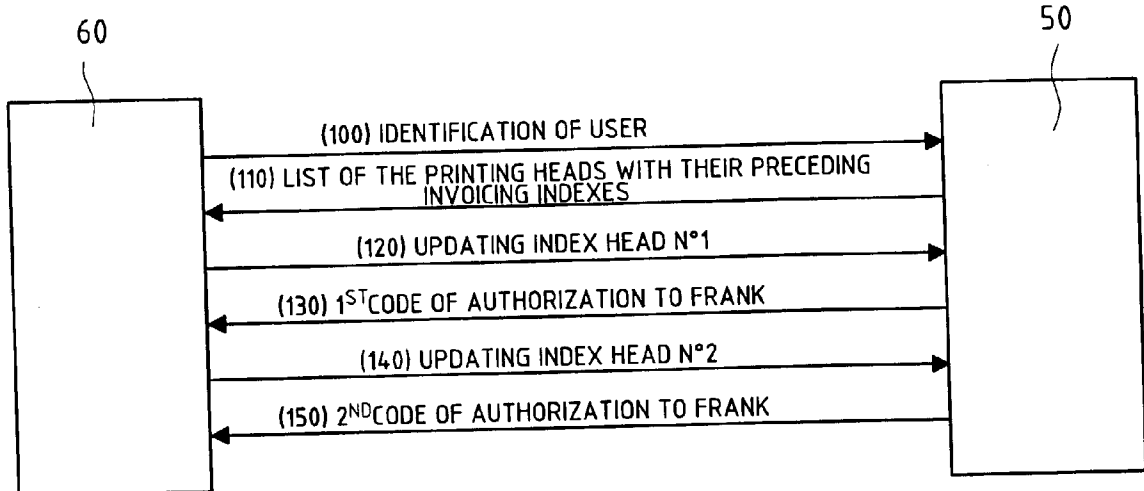 60
50
(100) IDENTIFICATION OF USER
(110) LIST OF THE PRINTING HEADS WITH THEIR PRECEDING
INVOICING INDEXES
(120) UPDATING INDEX HEAD N°1
(130) 1ST CODE OF AUTHORIZATION TO FRANK
(140) UPDATING INDEX HEAD N°2
(150) 2ND CODE OF AUTHORIZATION TO FRANK